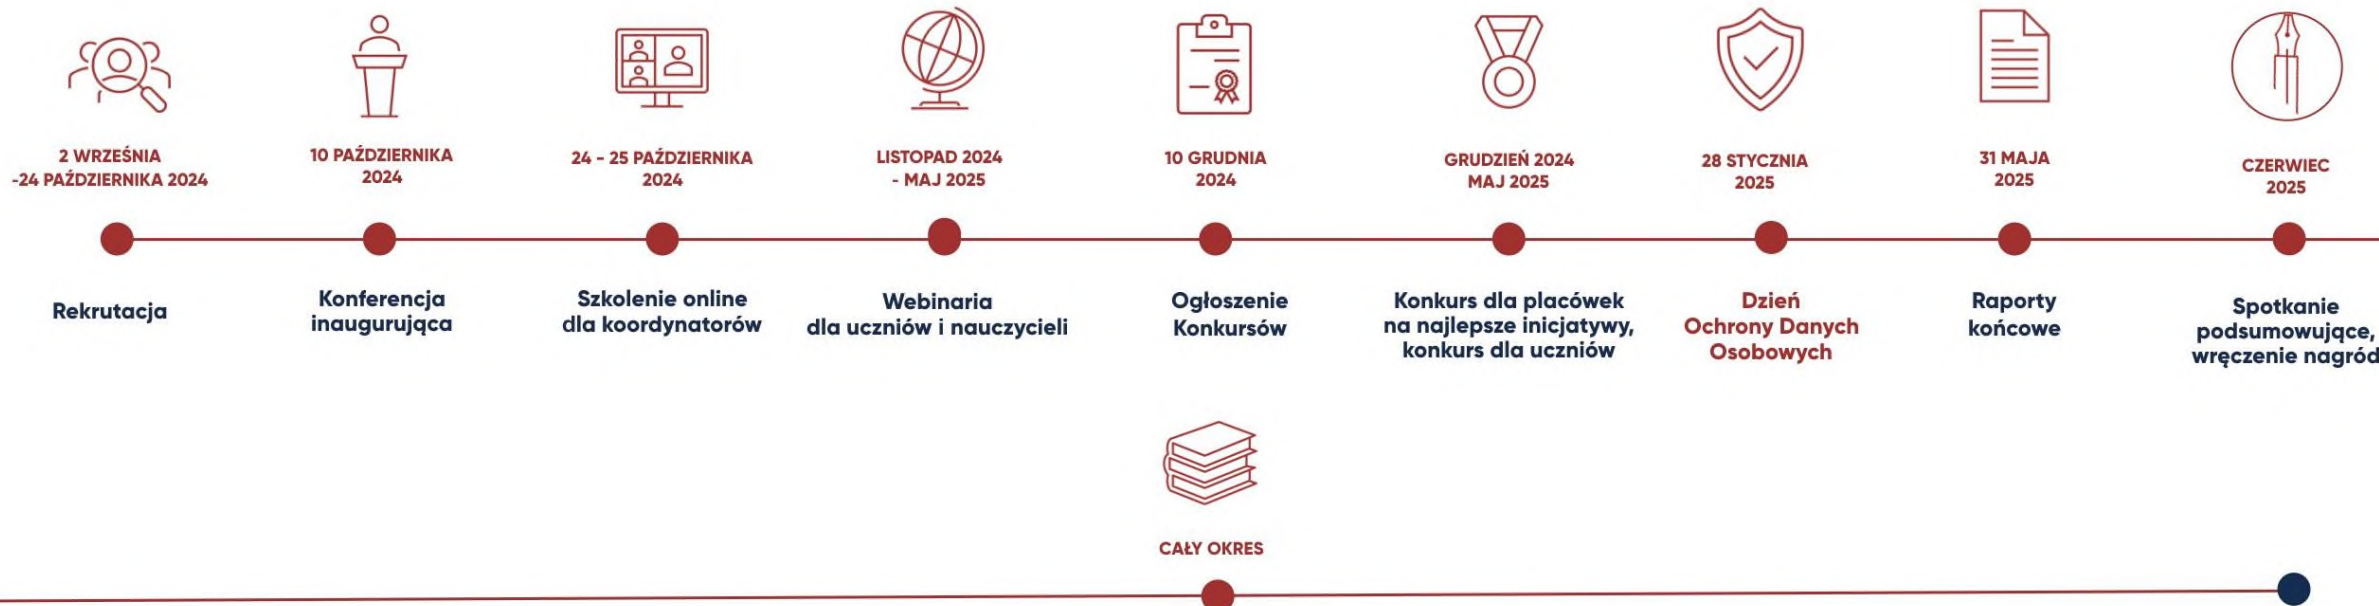 2 WRZEŚNIA
-24 PAŹDZIERNIKA 2024
Rekrutacja
10 PAŹDZIERNIKA
2024
Konferencja
inaugurująca
24 - 25 PAŹDZIERNIKA
2024
Szkolenie online
dla koordynatorów
LISTOPAD 2024
- MAJ 2025
Webinaria
dla uczniów i nauczycieli
10 GRUDNIA
2024
Ogłoszenie
Konkursów
GRUDZIEŃ 2024
MAJ 2025
Konkurs dla placówek
na najlepsze inicjatywy,
konkurs dla uczniów
28 STYCZNIA
2025
Dzień
Ochrony Danych
Osobowych
31 MAJA
2025
Raporty
końcowe
CZERWIEC
2025
Spotkanie
podsumowujące,
wręczenie nagród
CAŁY OKRES